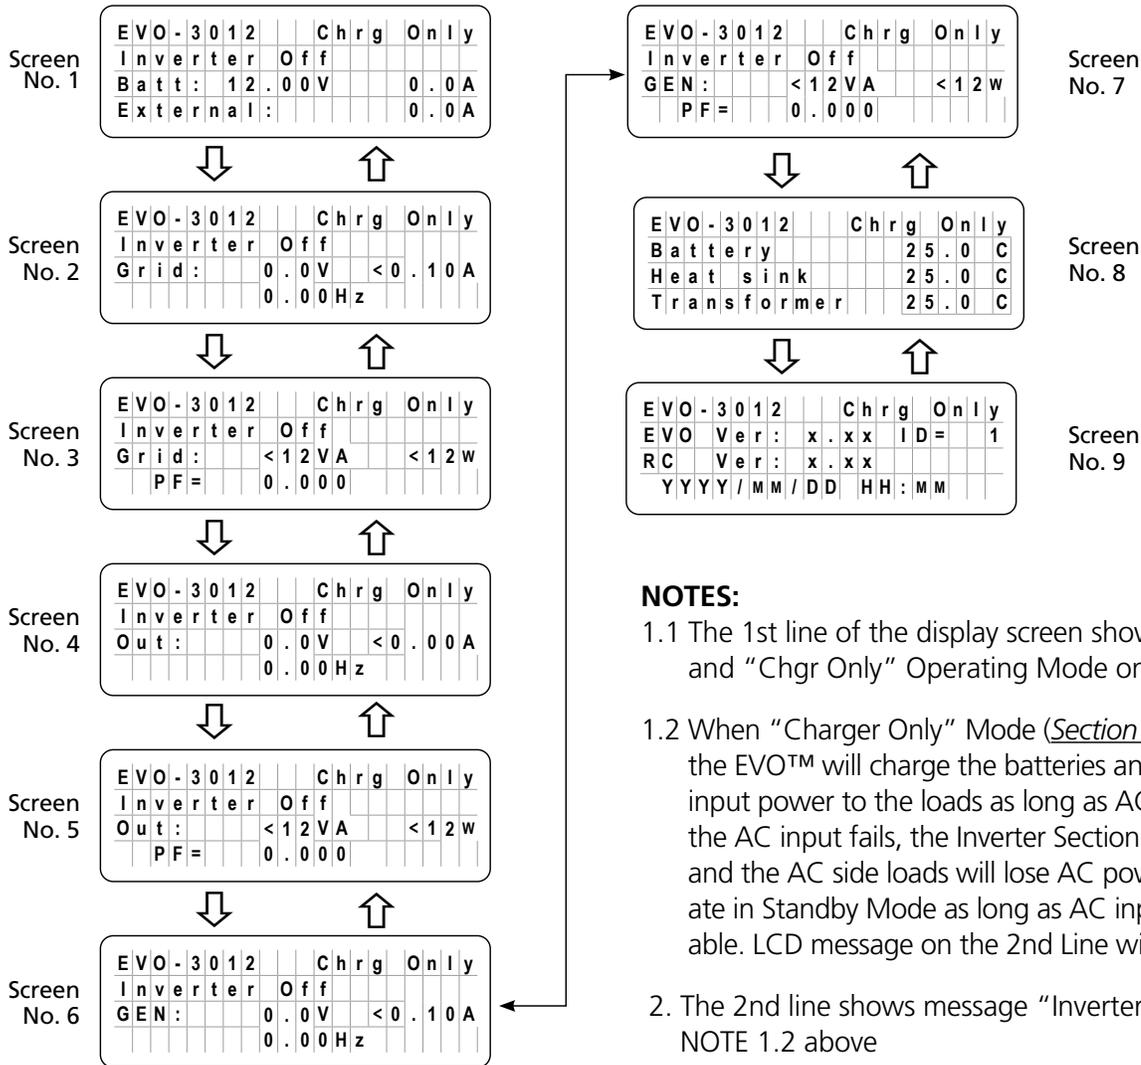 Screen
No. 1
EVO-3012 Chrg Only
Inverter Off
Batt: 12.00V 0.0A
External: 0.0A
Screen
No. 2
EVO-3012 Chrg Only
Inverter Off
Grid: 0.0V <0.10A
0.00Hz
Screen
No. 3
EVO-3012 Chrg Only
Inverter Off
Grid: <12VA <12W
PF= 0.000
Screen
No. 4
EVO-3012 Chrg Only
Inverter Off
Out: 0.0V <0.00A
0.00Hz
Screen
No. 5
EVO-3012 Chrg Only
Inverter Off
Out: <12VA <12W
PF= 0.000
Screen
No. 6
EVO-3012 Chrg Only
Inverter Off
GEN: 0.0V <0.10A
0.00Hz
EVO-3012 Chrg Only
Inverter Off
GEN: <12VA <12W
PF= 0.000
Screen
No. 7
EVO-3012 Chrg Only
Battery 25.0 C
Heat sink 25.0 C
Transformer 25.0 C
Screen
No. 8
EVO-3012 Chrg Only
EVO Ver: x.xx ID= 1
RC Ver: x.xx
YYYY/MM/DD HH:MM
Screen
No. 9
NOTES:
1.1 The 1st line of the display screen
and "Chgr Only" Operating Mode
1.2 When "Charger Only" Mode (Section
the EVO™ will charge the batteries
input power to the loads as long as
the AC input fails, the Inverter Section
and the AC side loads will lose AC
ate in Standby Mode as long as AC
able. LCD message on the 2nd Line
2. The 2nd line shows message "Inverter
NOTE 1.2 above